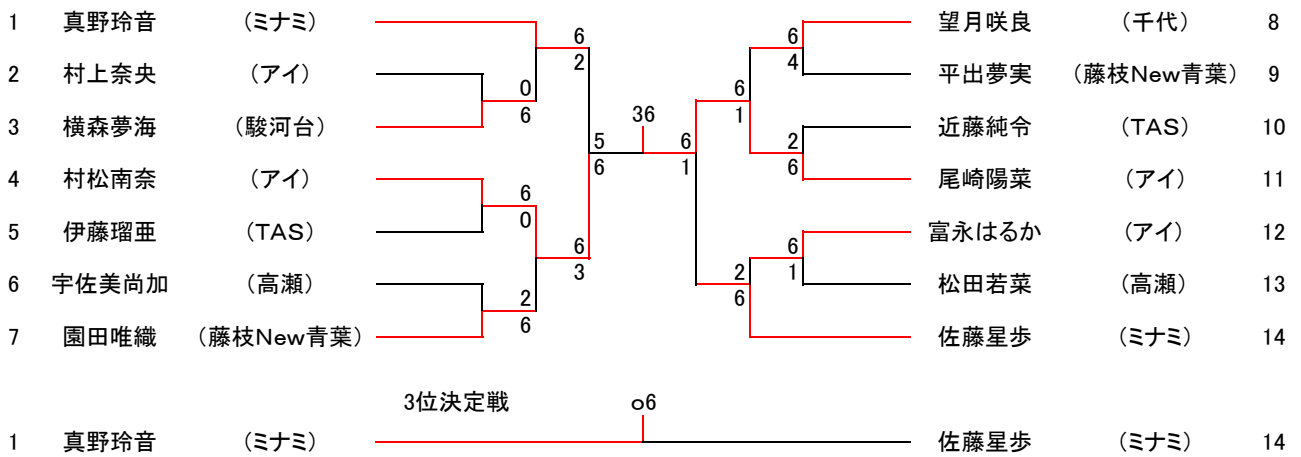 1 真野玲音 (ミナミ) 望月咲良 (千代) 8
6 6
2 4
2 村上奈央 (アイ) 平出夢実 (藤枝New青葉) 9
0 6
6 1
36
3 横森夢海 (駿河台) 近藤純令 (TAS) 10
5 6 2
6 1 6
4 村松南奈 (アイ) 尾崎陽菜 (アイ) 11
6
0
5 伊藤瑠亜 (TAS) 富永はるか (アイ) 12
6 6
3 1
6 宇佐美尚加 (高瀬) 松田若菜 (高瀬) 13
2 2
6 6
7 園田唯織 (藤枝New青葉) 佐藤星歩 (ミナミ) 14
3位決定戦 o6
1 真野玲音 (ミナミ) 佐藤星歩 (ミナミ) 14